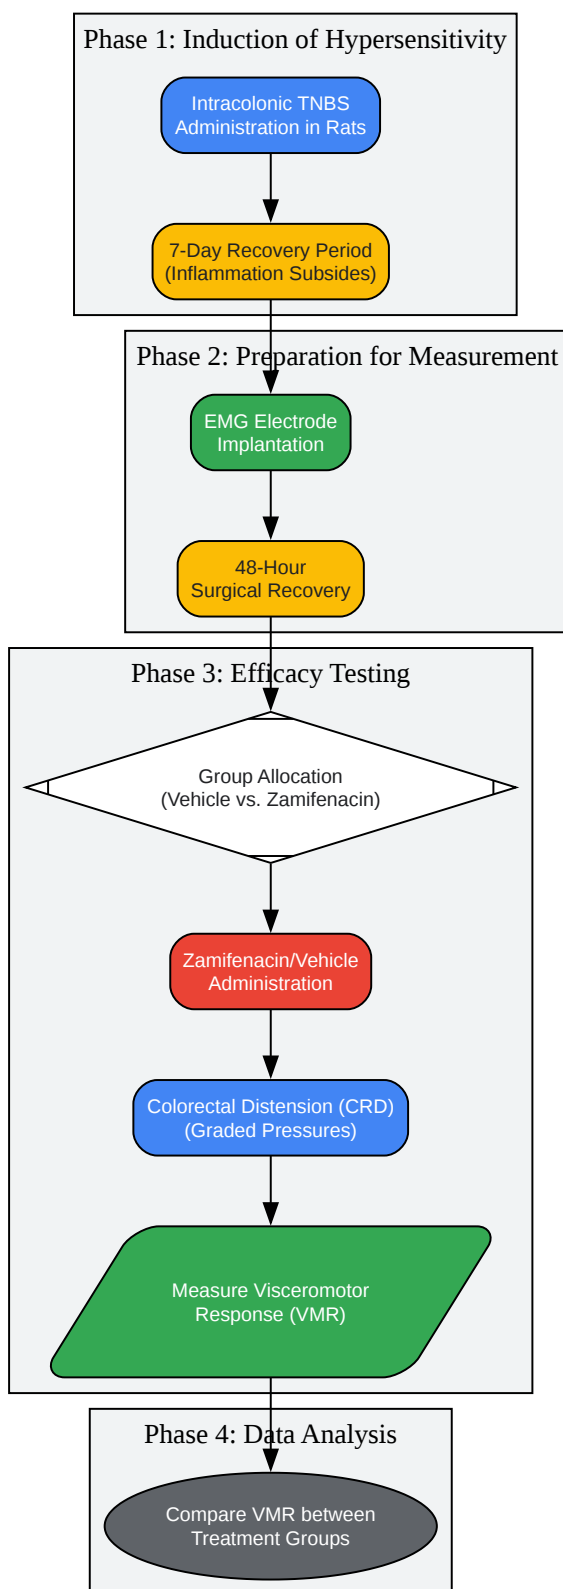 Phase 1: Induction of Hypersensitivity
Intracolonic TNBS
Administration in Rats
7-Day Recovery Period
(Inflammation Subsides)
Phase 2: Preparation for Measurement
EMG Electrode
Implantation
48-Hour
Surgical Recovery
Phase 3: Efficacy Testing
Group Allocation
(Vehicle vs. Zamifenacin)
Zamifenacin/Vehicle
Administration
Colorectal Distension (CRD)
(Graded Pressures)
Measure Visceromotor
Response (VMR)
Phase 4: Data Analysis
Compare VMR between
Treatment Groups